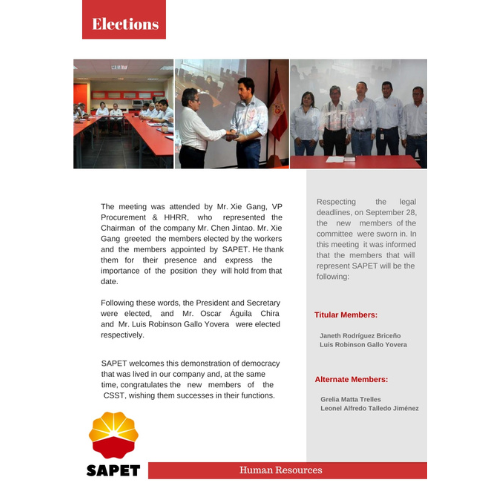 Elections
The meeting was attended by Mr. Xie Gang, VP
Procurement & HHRR, who represented the
Chairman of the company Mr. Chen Jintao. Mr. Xie
Gang greeted the members elected by the workers
and the members appointed by SAPET. He thank
them for their presence and express the
importance of the position they will hold from that
date.
Following these words, the President and Secretary
were elected, and Mr. Oscar Águila Chira
and Mr. Luis Robinson Gallo Yovera were elected
respectively.
SAPET welcomes this demonstration of democracy
that was lived in our company and, at the same
time, congratulates the new members of the
CSST, wishing them successes in their functions.
Respecting the legal
deadlines, on September 28,
the new members of the
committee were sworn in. In
this meeting it was informed
that the members that will
represent SAPET will be the
following:
Titular Members:
Janeth Rodríguez Briceño
Luis Robinson Gallo Yovera
Alternate Members:
Grelia Matta Trelles
Leonel Alfredo Talledo Jiménez
SAPET
Human Resources